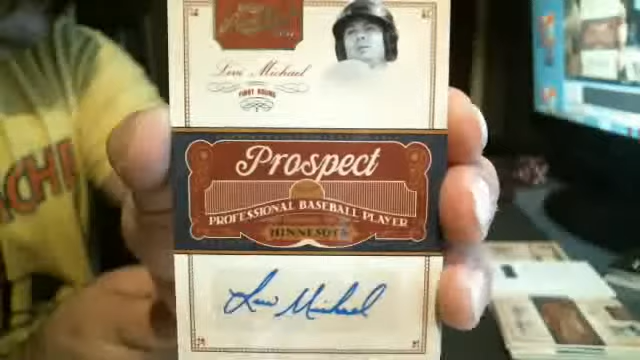 Levi Michael
FIRST ROUND
Prospect
PROFESSIONAL BASEBALL PLAYER
MINNESOTA
Levi Michael